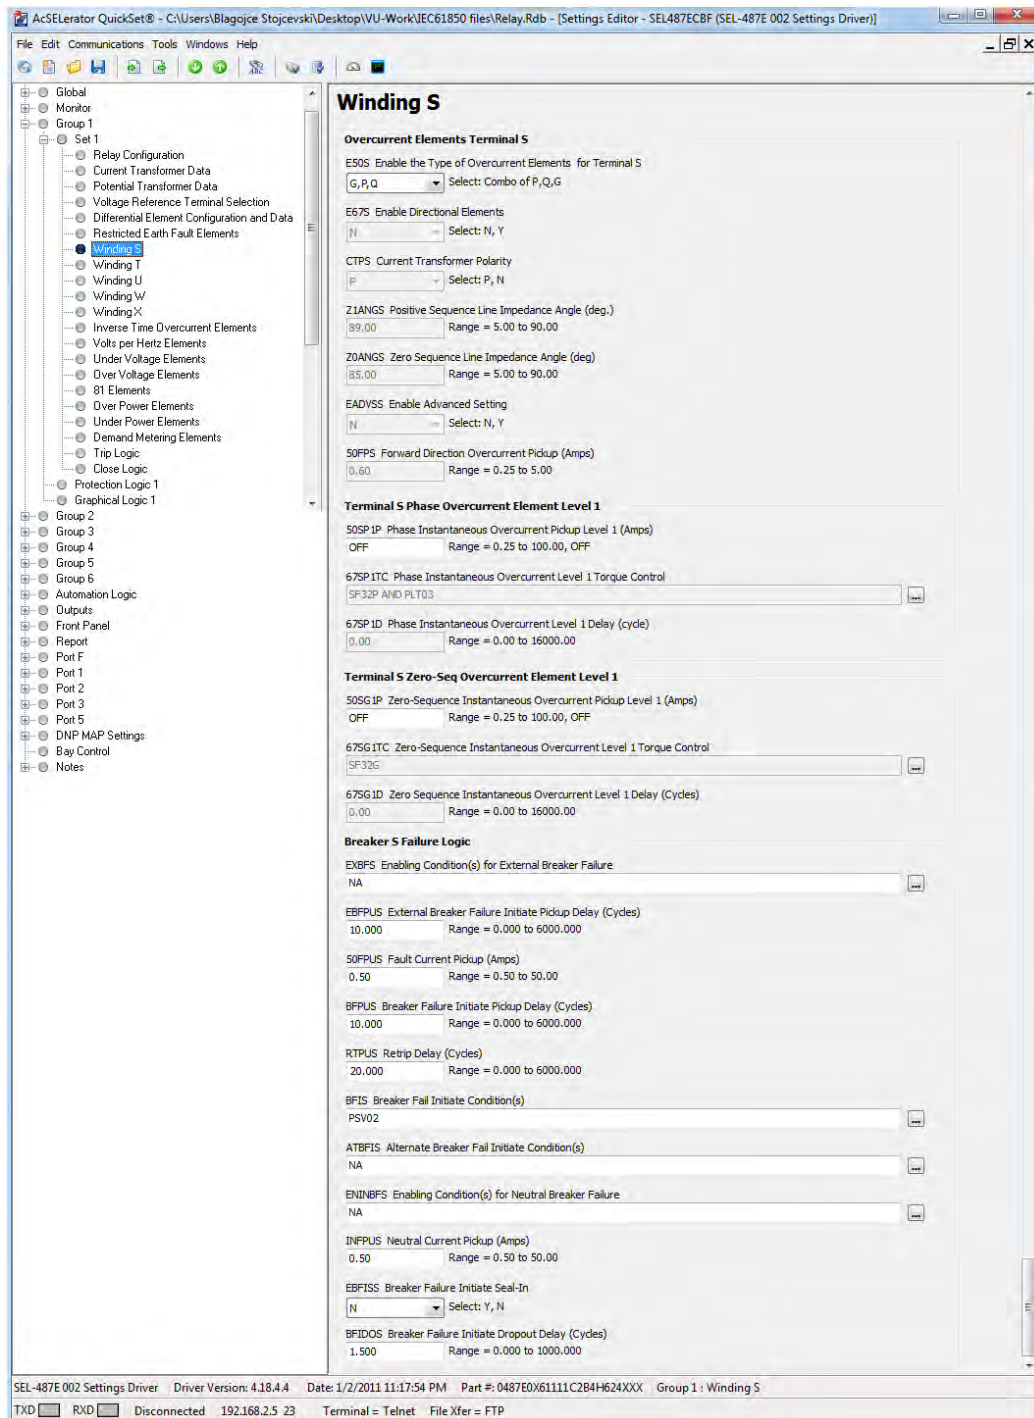 AcSELerator QuickSet® - C:\Users\Blagojce Stojcevski\Desktop\VU-Work\IEC61850 files\Relay.Rdb - [Settings Editor - SEL487ECBF (SEL-487E 002 Settings Driver)]
File Edit Communications Tools Windows Help
Global
Monitor
Group 1
Set 1
Relay Configuration
Current Transformer Data
Potential Transformer Data
Voltage Reference Terminal Selection
Differential Element Configuration and Data
Restricted Earth Fault Elements
Winding S
Winding T
Winding U
Winding W
Winding X
Inverse Time Overcurrent Elements
Volts per Hertz Elements
Under Voltage Elements
Over Voltage Elements
81 Elements
Over Power Elements
Under Power Elements
Demand Metering Elements
Trip Logic
Close Logic
Protection Logic 1
Graphical Logic 1
Group 2
Group 3
Group 4
Group 5
Group 6
Automation Logic
Outputs
Front Panel
Report
Port F
Port 1
Port 2
Port 3
Port 5
DNP MAP Settings
Bay Control
Notes
Winding S
Overcurrent Elements Terminal S
E50S Enable the Type of Overcurrent Elements for Terminal S
G,P,Q Select: Combo of P,Q,G
E67S Enable Directional Elements
N Select: N, Y
CTPS Current Transformer Polarity
P Select: P, N
Z1ANGS Positive Sequence Line Impedance Angle (deg.)
89.00 Range = 5.00 to 90.00
Z0ANGS Zero Sequence Line Impedance Angle (deg)
85.00 Range = 5.00 to 90.00
EADVSS Enable Advanced Setting
N Select: N, Y
50FPS Forward Direction Overcurrent Pickup (Amps)
0.60 Range = 0.25 to 5.00
Terminal S Phase Overcurrent Element Level 1
50SP1P Phase Instantaneous Overcurrent Pickup Level 1 (Amps)
OFF Range = 0.25 to 100.00, OFF
67SP1TC Phase Instantaneous Overcurrent Level 1 Torque Control
SF32P AND PLT03
67SP1D Phase Instantaneous Overcurrent Level 1 Delay (cycle)
0.00 Range = 0.00 to 16000.00
Terminal S Zero-Seq Overcurrent Element Level 1
50SG1P Zero-Sequence Instantaneous Overcurrent Pickup Level 1 (Amps)
OFF Range = 0.25 to 100.00, OFF
67SG1TC Zero-Sequence Instantaneous Overcurrent Level 1 Torque Control
SF32G
67SG1D Zero Sequence Instantaneous Overcurrent Level 1 Delay (Cycles)
0.00 Range = 0.00 to 16000.00
Breaker S Failure Logic
EXBFS Enabling Condition(s) for External Breaker Failure
NA
EBFPUS External Breaker Failure Initiate Pickup Delay (Cycles)
10.000 Range = 0.000 to 6000.000
50FPUS Fault Current Pickup (Amps)
0.50 Range = 0.50 to 50.00
BFPUS Breaker Failure Initiate Pickup Delay (Cycles)
10.000 Range = 0.000 to 6000.000
RTPUS Retrip Delay (Cycles)
20.000 Range = 0.000 to 6000.000
BFIS Breaker Fail Initiate Condition(s)
PSV02
ATBFIS Alternate Breaker Fail Initiate Condition(s)
NA
ENINBFS Enabling Condition(s) for Neutral Breaker Failure
NA
INFPUS Neutral Current Pickup (Amps)
0.50 Range = 0.50 to 50.00
EBFISS Breaker Failure Initiate Seal-In
N Select: Y, N
BFIDOS Breaker Failure Initiate Dropout Delay (Cycles)
1.500 Range = 0.000 to 1000.000
SEL-487E 002 Settings Driver Driver Version: 4.18.4.4 Date: 1/2/2011 11:17:54 PM Part #: 0487E0X61111C2B4H624XXX Group 1 : Winding S
TXD RXD Disconnected 192.168.2.5 23 Terminal = Telnet File Xfer = FTP